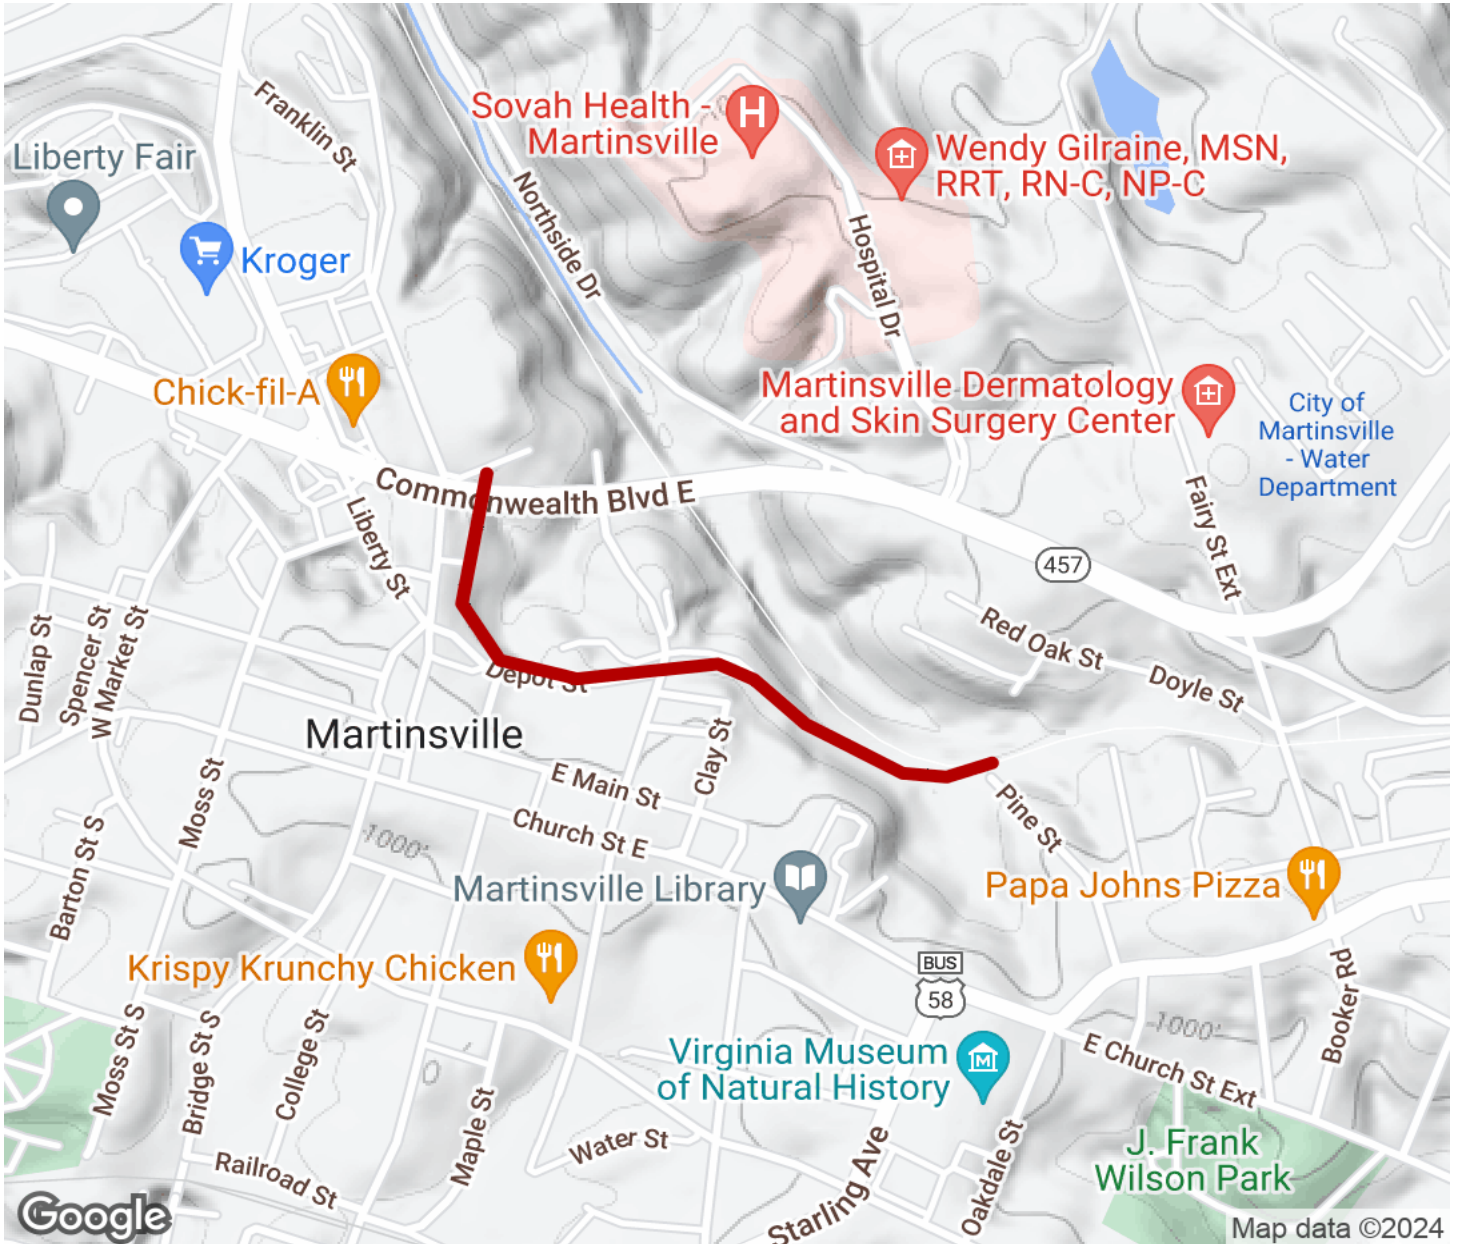 Franklin St
Liberty Fair
Kroger
Northside Dr
Sovah Health -
Martinsville
Wendy Gilraine, MSN,
RRT, RN-C, NP-C
Hospital Dr
Chick-fil-A
Martinsville Dermatology
and Skin Surgery Center
City of
Martinsville
- Water
Department
Commonwealth Blvd E
Liberty St
457
Fairy St Ext
Dunlap St
Spencer St
W Market St
Red Oak St
Doyle St
Depot St
Martinsville
Clay St
E Main St
Church St E
Moss St
Pine St
1000'
Barton St S
Martinsville Library
Papa Johns Pizza
Krispy Krunchy Chicken
BUS
58
Booker Rd
1000'
Moss St S
Bridge St S
College St
Maple St
Virginia Museum
of Natural History
E Church St Ext
Water St
J. Frank
Wilson Park
Railroad St
Starling Ave
Oakdale St
Google
Map data ©2024